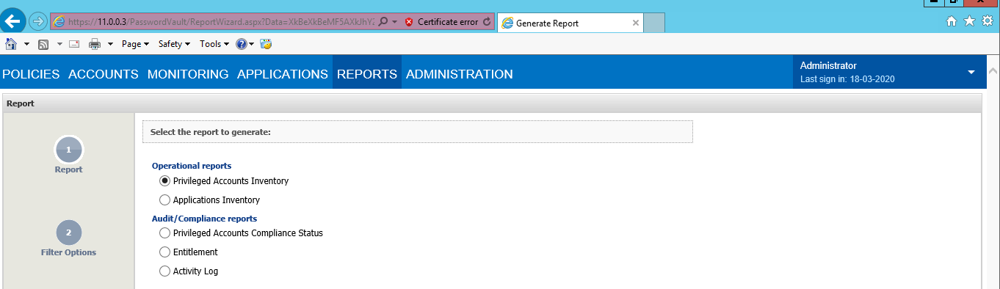 https://11.0.0.3/PasswordVault/ReportWizard.aspx?Data=XkBeXkBeMF5AXkJhYZ Certificate error Generate Report
Page Safety Tools
POLICIES ACCOUNTS MONITORING APPLICATIONS REPORTS ADMINISTRATION Administrator
Last sign in: 18-03-2020
Report
Select the report to generate:
1
Report
Operational reports
Privileged Accounts Inventory
Applications Inventory
Audit/Compliance reports
Privileged Accounts Compliance Status
2
Filter Options
Entitlement
Activity Log